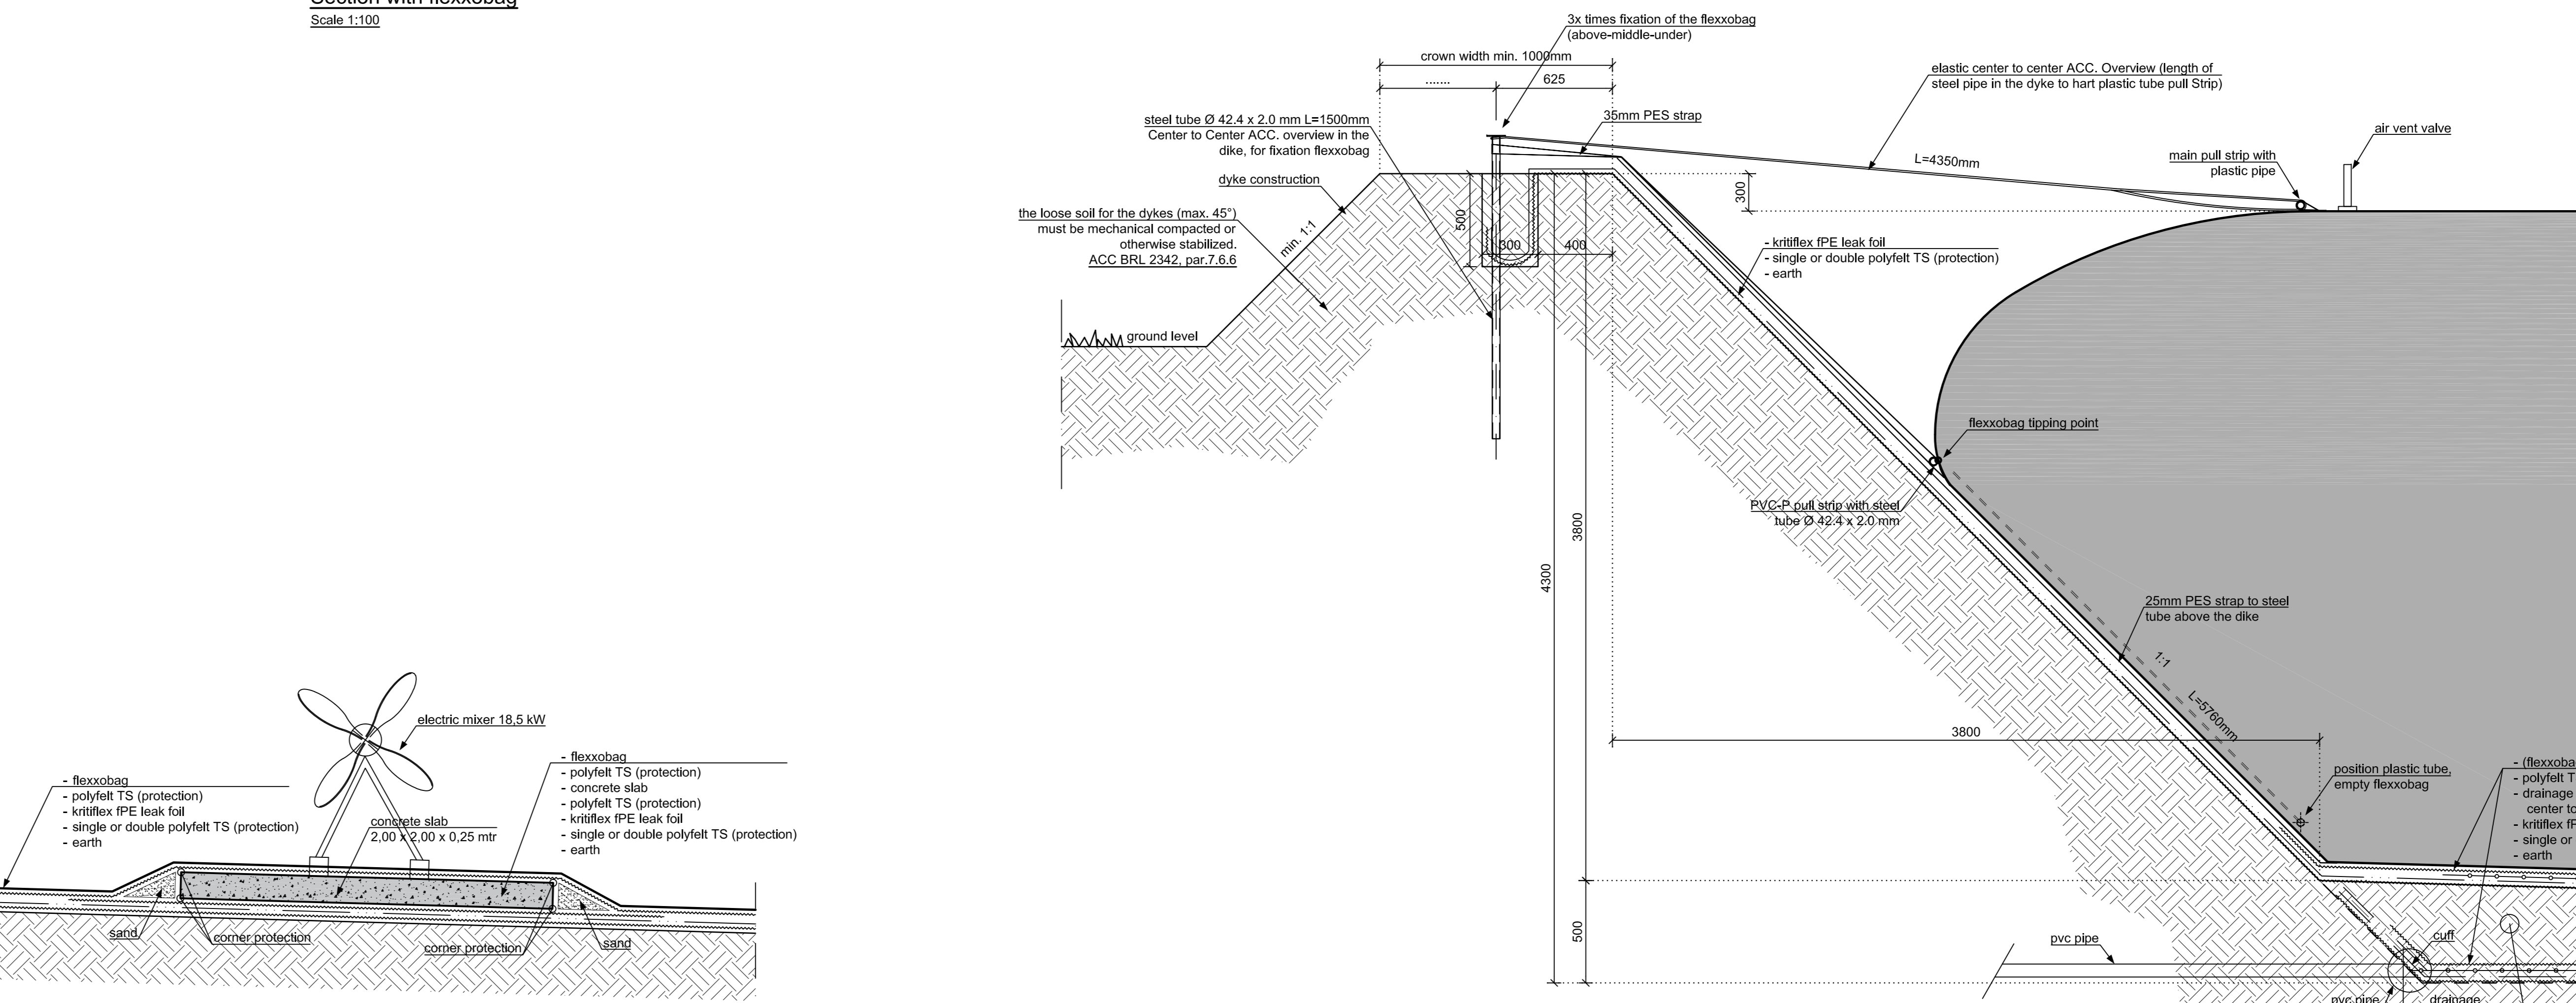 Section with flexxobag
Scale 1:100
3x times fixation of the flexxobag
(above-middle-under)
crown width min. 1000mm
.......
625
elastic center to center ACC. Overview (length of
steel pipe in the dyke to hart plastic tube pull Strip)
steel tube Ø 42.4 x 2.0 mm L=1500mm
Center to Center ACC. overview in the
dike, for fixation flexxobag
35mm PES strap
air vent valve
L=4350mm
main pull strip with
plastic pipe
dyke construction
300
the loose soil for the dykes (max. 45°)
must be mechanical compacted or
otherwise stabilized.
ACC BRL 2342, par.7.6.6
min. 1:1
500
300
400
- kritiflex fPE leak foil
- single or double polyfelt TS (protection)
- earth
ground level
flexxobag tipping point
PVC-P pull strip with steel
tube Ø 42.4 x 2.0 mm
3800
4300
25mm PES strap to steel
tube above the dike
1:1
L=5760mm
3800
electric mixer 18,5 kW
- flexxobag
- polyfelt TS (protection)
- kritiflex fPE leak foil
- single or double polyfelt TS (protection)
- earth
- flexxobag
- polyfelt TS (protection)
- concrete slab
- polyfelt TS (protection)
- kritiflex fPE leak foil
- single or double polyfelt TS (protection)
- earth
concrete slab
2,00 x 2,00 x 0,25 mtr
position plastic tube,
empty flexxobag
- (flexxoba
- polyfelt T
- drainage
center to
- kritiflex fP
- single or
- earth
sand
corner protection
corner protection
sand
500
pvc pipe
cuff
pvc pipe
drainage